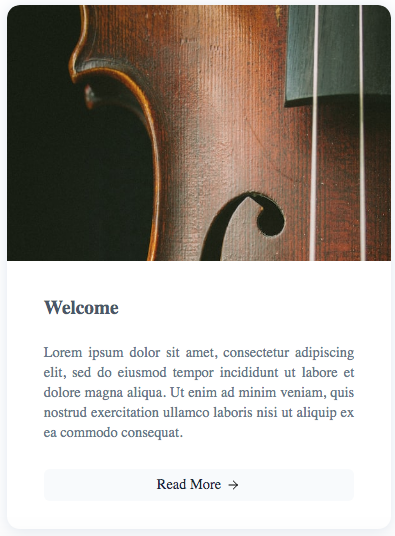 Welcome
Lorem ipsum dolor sit amet, consectetur adipiscing
elit, sed do eiusmod tempor incididunt ut labore et
dolore magna aliqua. Ut enim ad minim veniam, quis
nostrud exercitation ullamco laboris nisi ut aliquip ex
ea commodo consequat.
Read More →